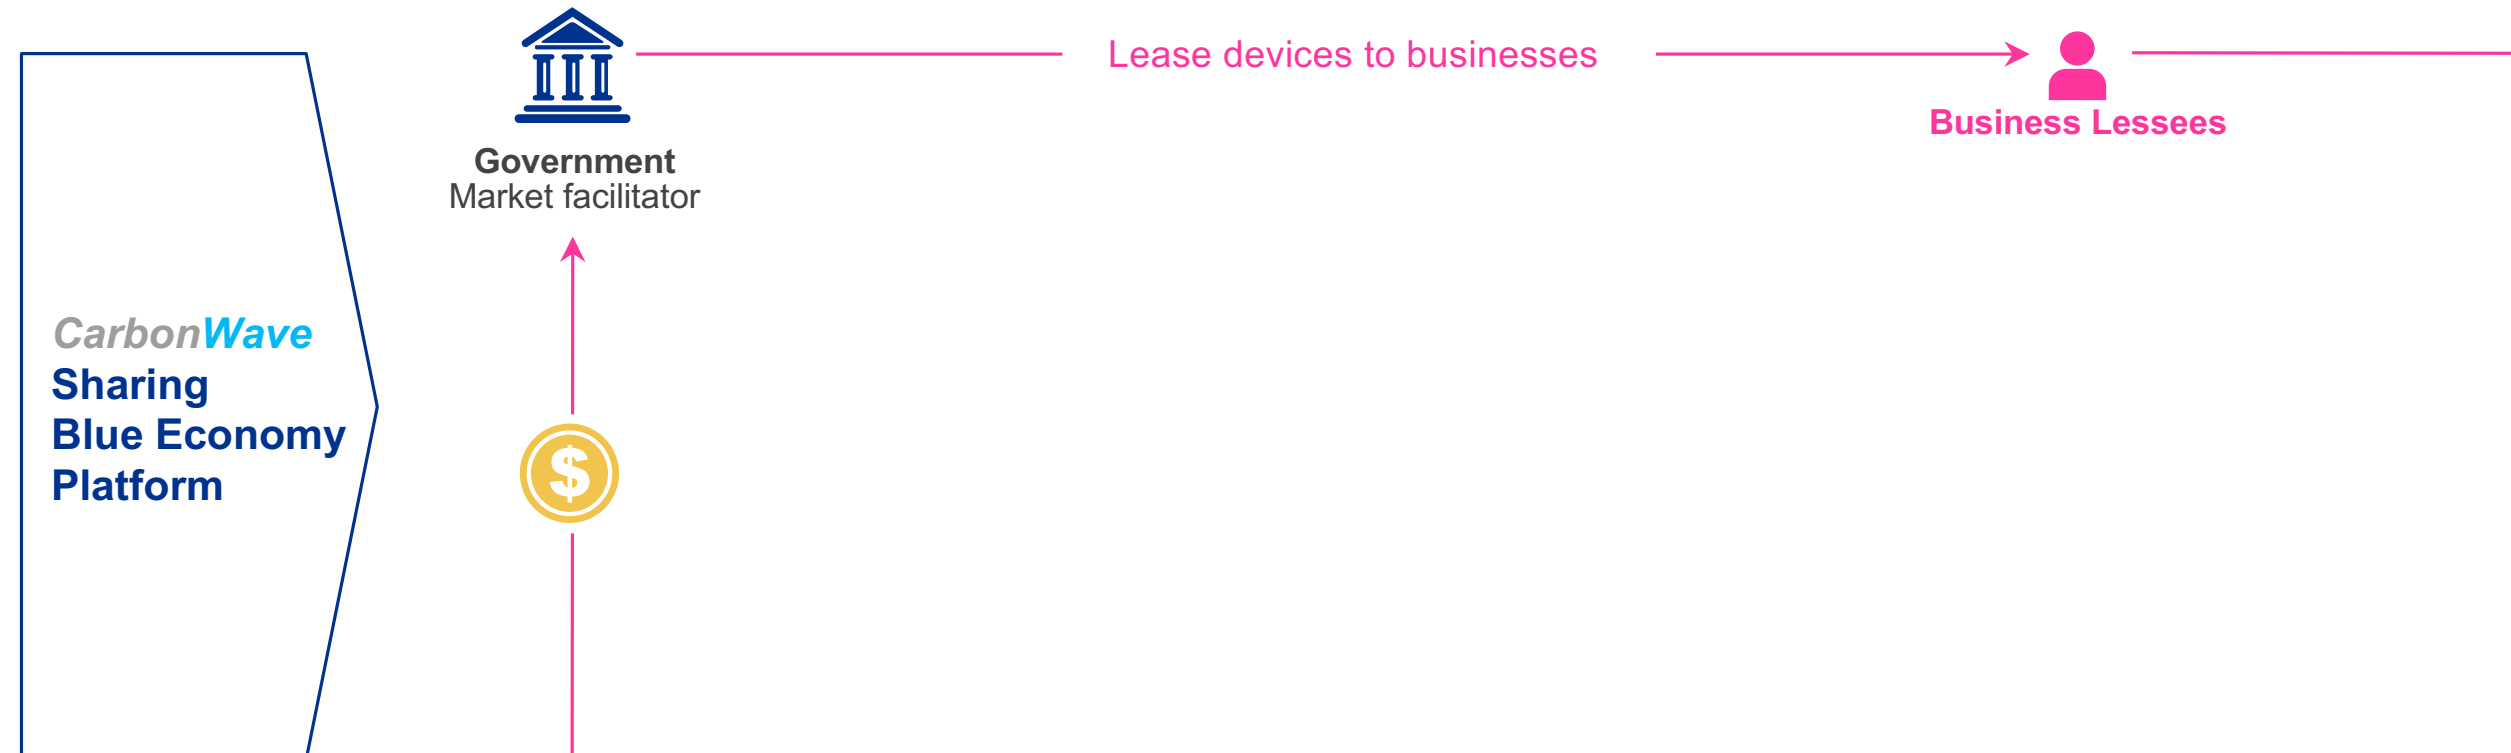 Lease devices to businesses
Business Lessees
Government
Market facilitator
CarbonWave
Sharing
Blue Economy
Platform
$